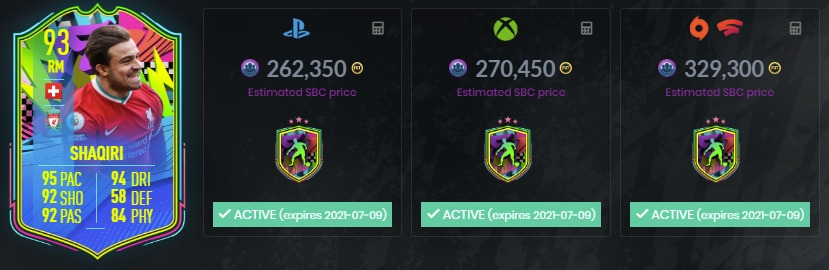 93
RM
SHAQIRI
95 PAC 94 DRI
92 SHO 58 DEF
92 PAS 84 PHY
262,350
Estimated SBC price
ACTIVE (expires 2021-07-09)
270,450
Estimated SBC price
ACTIVE (expires 2021-07-09)
329,300
Estimated SBC price
ACTIVE (expires 2021-07-09)